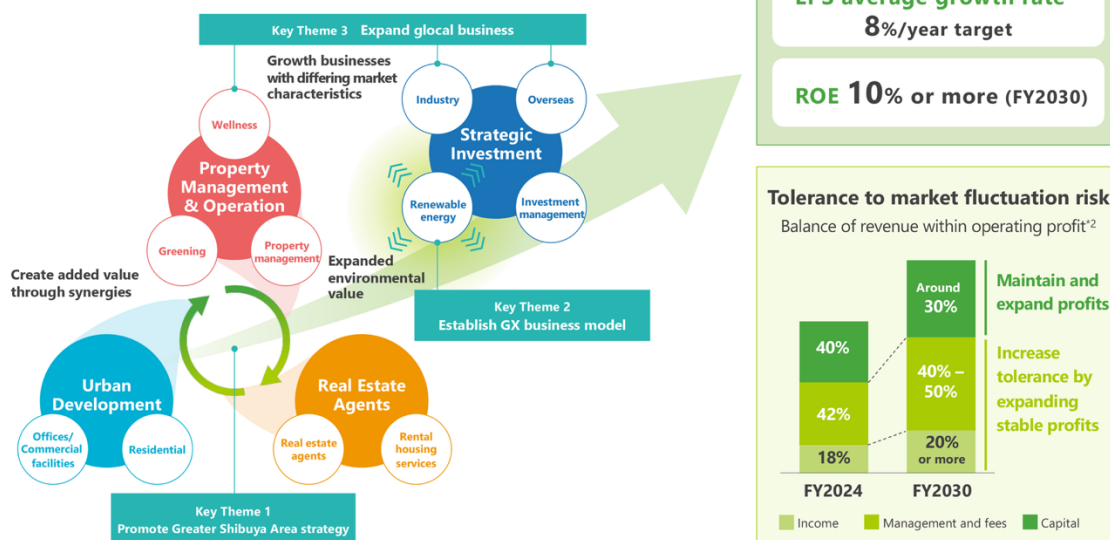 Key Theme 3 Expand glocal business
Growth businesses
with differing market
characteristics
Wellness
Property
Management
& Operation
Greening
Property
management
Industry
Overseas
Strategic
Investment
Renewable
energy
Investment
management
Create added value
through synergies
Expanded
environmental
value
Key Theme 2
Establish GX business model
Urban
Development
Offices/
Commercial
facilities
Residential
Real Estate
Agents
Real estate
agents
Rental
housing
services
Key Theme 1
Promote Greater Shibuya Area strategy
EPS average growth rate
8%/year target
ROE 10% or more (FY2030)
Tolerance to market fluctuation risk
Balance of revenue within operating profit*2
40%
42%
18%
FY2024
Around
30%
40% –
50%
20%
or more
FY2030
Maintain and
expand profits
Increase
tolerance by
expanding
stable profits
Income
Management and fees
Capital